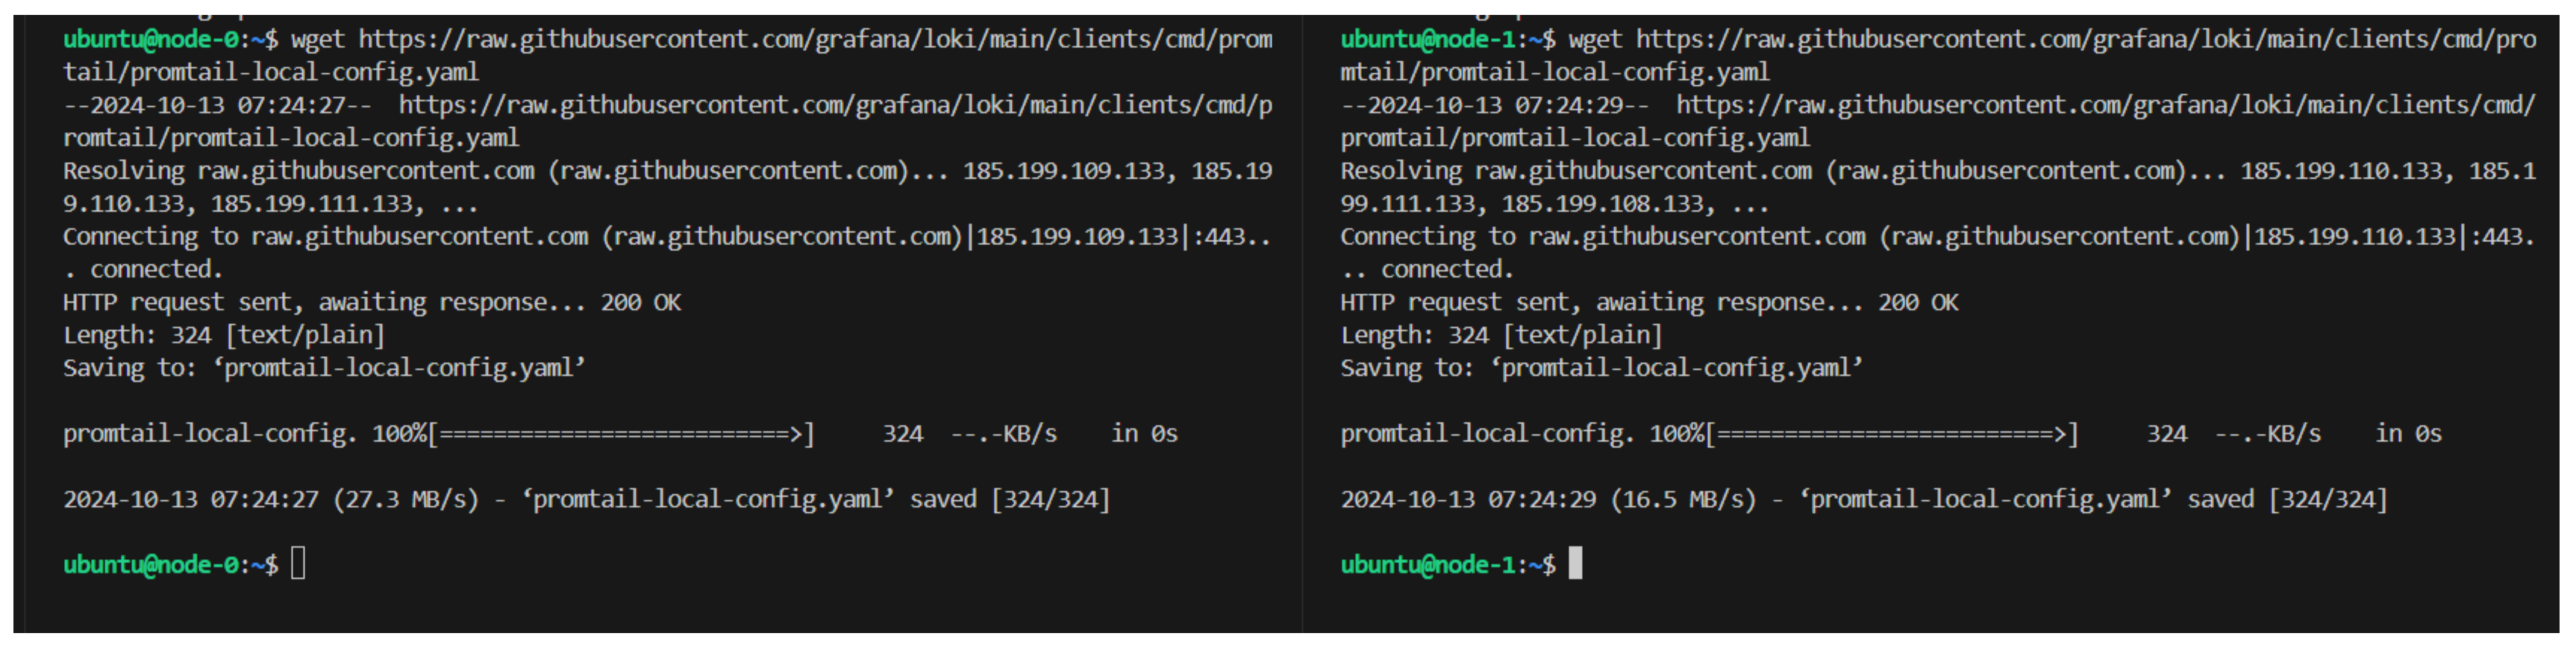 ubuntu@node-0:~$ wget https://raw.githubusercontent.com/grafana/loki/main/clients/cmd/prom
tail/promtail-local-config.yaml
--2024-10-13 07:24:27--  https://raw.githubusercontent.com/grafana/loki/main/clients/cmd/p
romtail/promtail-local-config.yaml
Resolving raw.githubusercontent.com (raw.githubusercontent.com)... 185.199.109.133, 185.19
9.110.133, 185.199.111.133, ...
Connecting to raw.githubusercontent.com (raw.githubusercontent.com)|185.199.109.133|:443..
. connected.
HTTP request sent, awaiting response... 200 OK
Length: 324 [text/plain]
Saving to: ‘promtail-local-config.yaml’
promtail-local-config. 100%[==========================>]     324  --.-KB/s    in 0s
2024-10-13 07:24:27 (27.3 MB/s) - ‘promtail-local-config.yaml’ saved [324/324]
ubuntu@node-0:~$
ubuntu@node-1:~$ wget https://raw.githubusercontent.com/grafana/loki/main/clients/cmd/pro
mtail/promtail-local-config.yaml
--2024-10-13 07:24:29--  https://raw.githubusercontent.com/grafana/loki/main/clients/cmd/
promtail/promtail-local-config.yaml
Resolving raw.githubusercontent.com (raw.githubusercontent.com)... 185.199.110.133, 185.1
99.111.133, 185.199.108.133, ...
Connecting to raw.githubusercontent.com (raw.githubusercontent.com)|185.199.110.133|:443.
.. connected.
HTTP request sent, awaiting response... 200 OK
Length: 324 [text/plain]
Saving to: ‘promtail-local-config.yaml’
promtail-local-config. 100%[=========================>]     324  --.-KB/s    in 0s
2024-10-13 07:24:29 (16.5 MB/s) - ‘promtail-local-config.yaml’ saved [324/324]
ubuntu@node-1:~$